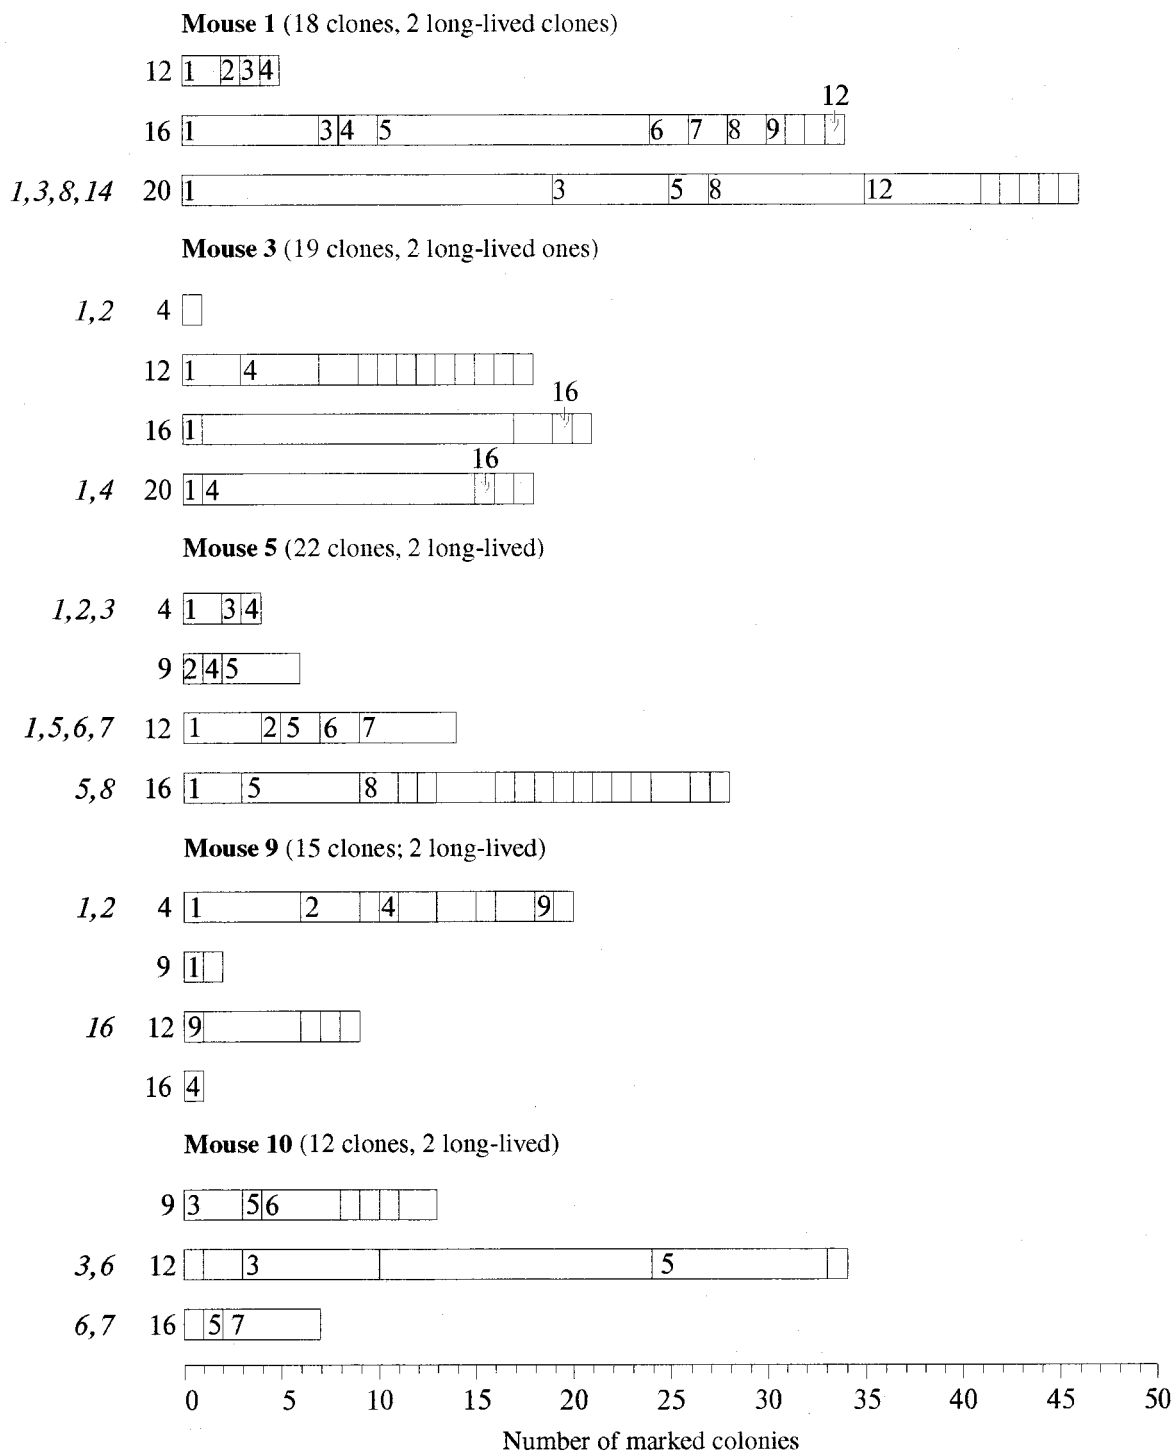 Mouse 1 (18 clones, 2 long-lived clones)
12 1 2 3 4
12
16 1 3 4 5 6 7 8 9
1,3,8,14 20 1 3 5 8 12
Mouse 3 (19 clones, 2 long-lived ones)
1,2 4
12 1 4
16
16 1
16
1,4 20 1 4
Mouse 5 (22 clones, 2 long-lived)
1,2,3 4 1 3 4
9 2 4 5
1,5,6,7 12 1 2 5 6 7
5,8 16 1 5 8
Mouse 9 (15 clones; 2 long-lived)
1,2 4 1 2 4 9
9 1
16 12 9
16 4
Mouse 10 (12 clones, 2 long-lived)
9 3 5 6
3,6 12 3 5
6,7 16 5 7
0 5 10 15 20 25 30 35 40 45 50
Number of marked colonies